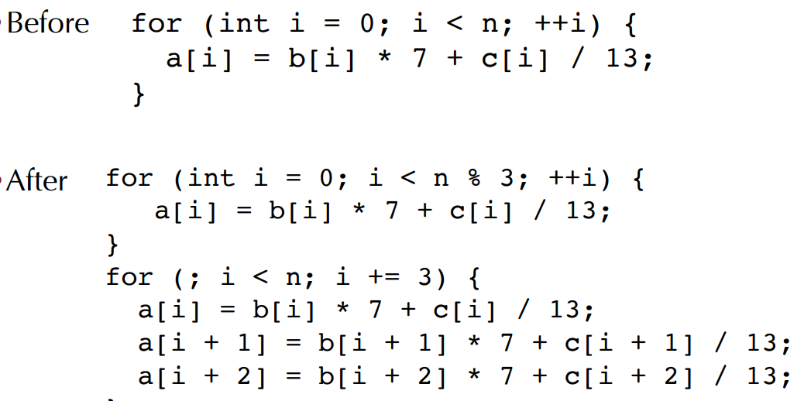 Before for (int i = 0; i < n; ++i) {
a[i] = b[i] * 7 + c[i] / 13;
}
After for (int i = 0; i < n % 3; ++i) {
a[i] = b[i] * 7 + c[i] / 13;
}
for (; i < n; i += 3) {
a[i] = b[i] * 7 + c[i] / 13;
a[i + 1] = b[i + 1] * 7 + c[i + 1] / 13;
a[i + 2] = b[i + 2] * 7 + c[i + 2] / 13;